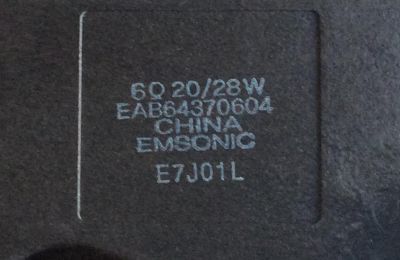 6Ω 20/28W
EAB64370604
CHINA
EMSONIC
E7J01L